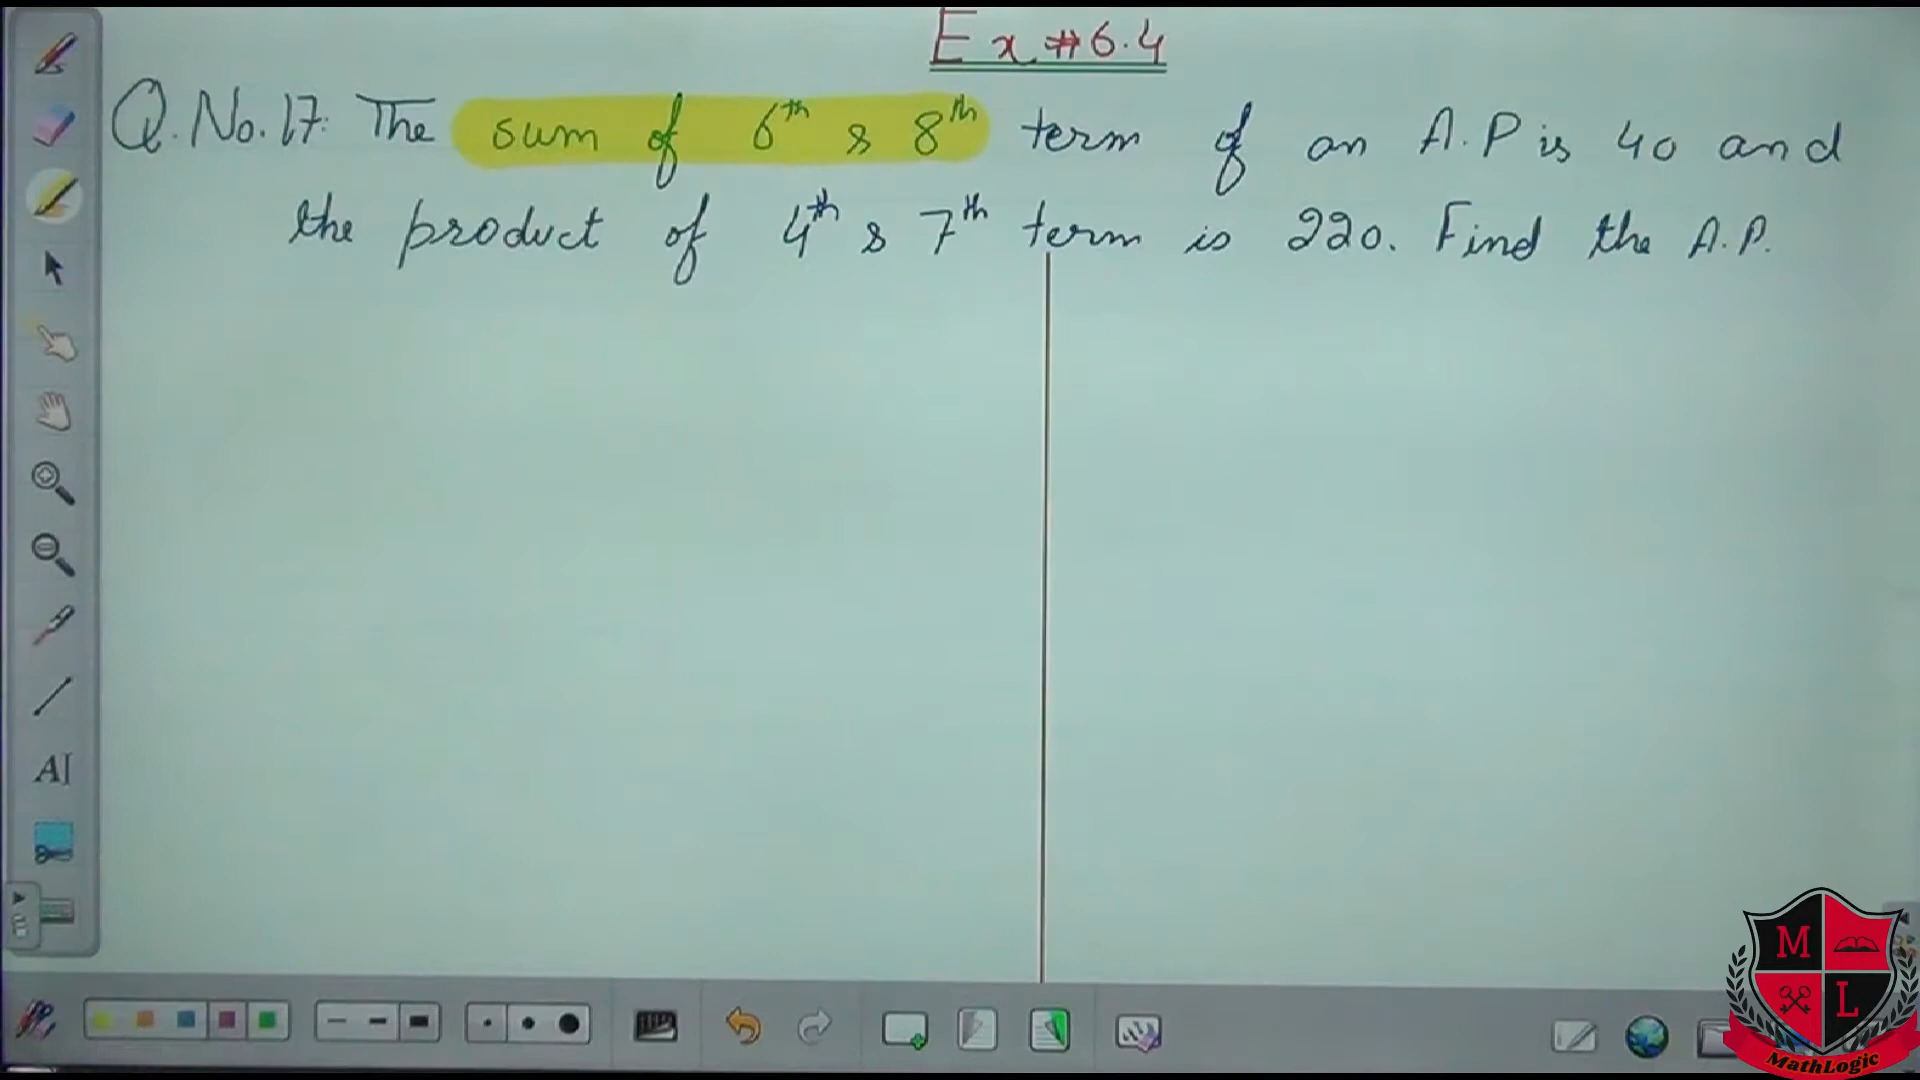 Ex#6.4
Q.No.17: The sum of 6th & 8th term of an A.P is 40 and
the product of 4th & 7th term is 220. Find the A.P.
AI
M
L
MathLogic